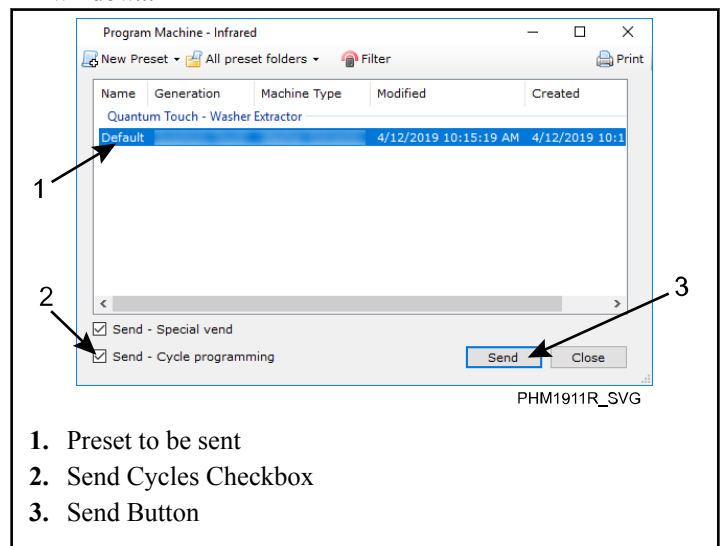 Program Machine - Infrared
New Preset All preset folders Filter Print
Name Generation Machine Type Modified Created
Quantum Touch - Washer Extractor
Default 4/12/2019 10:15:19 AM 4/12/2019 10:1
1
2
3
Send - Special vend
Send - Cycle programming Send Close
PHM1911R_SVG
1. Preset to be sent
2. Send Cycles Checkbox
3. Send Button